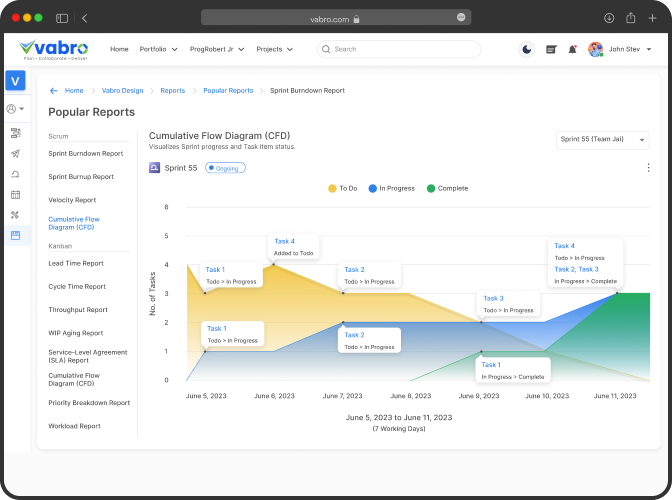 vabro.com
vabro
Plan • Collaborate • Deliver
Home
Portfolio
ProgRobert Jr
Projects
Search
John Stev
V
Home
Vabro Design
Reports
Popular Reports
Sprint Burndown Report
Popular Reports
Scrum
Sprint Burndown Report
Sprint Burnup Report
Velocity Report
Cumulative Flow
Diagram (CFD)
Kanban
Lead Time Report
Cycle Time Report
Throughput Report
WIP Aging Report
Service-Level Agreement
(SLA) Report
Cumulative Flow
Diagram (CFD)
Priority Breakdown Report
Workload Report
Cumulative Flow Diagram (CFD)
Visualizes Sprint progress and Task item status.
Sprint 55 (Team Jai)
Sprint 55
Ongoing
To Do
In Progress
Complete
No. of Tasks
6
5
4
3
2
1
0
Task 1
Todo > In Progress
Task 4
Added to Todo
Task 2
Todo > In Progress
Task 3
Todo > In Progress
Task 4
Todo > In Progress
Task 2, Task 3
In Progress > Complete
Task 1
Todo > In Progress
Task 2
Todo > In Progress
Task 1
In Progress > Complete
June 5, 2023
June 6, 2023
June 7, 2023
June 8, 2023
June 9, 2023
June 10, 2023
June 11, 2023
June 5, 2023 to June 11, 2023
(7 Working Days)